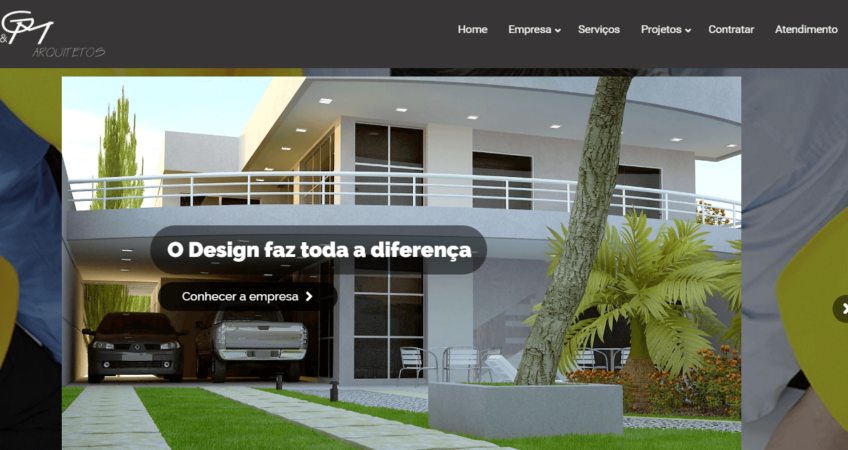 G&M
ARQUITETOS
Home Empresa Serviços Projetos Contratar Atendimento
O Design faz toda a diferença
Conhecer a empresa